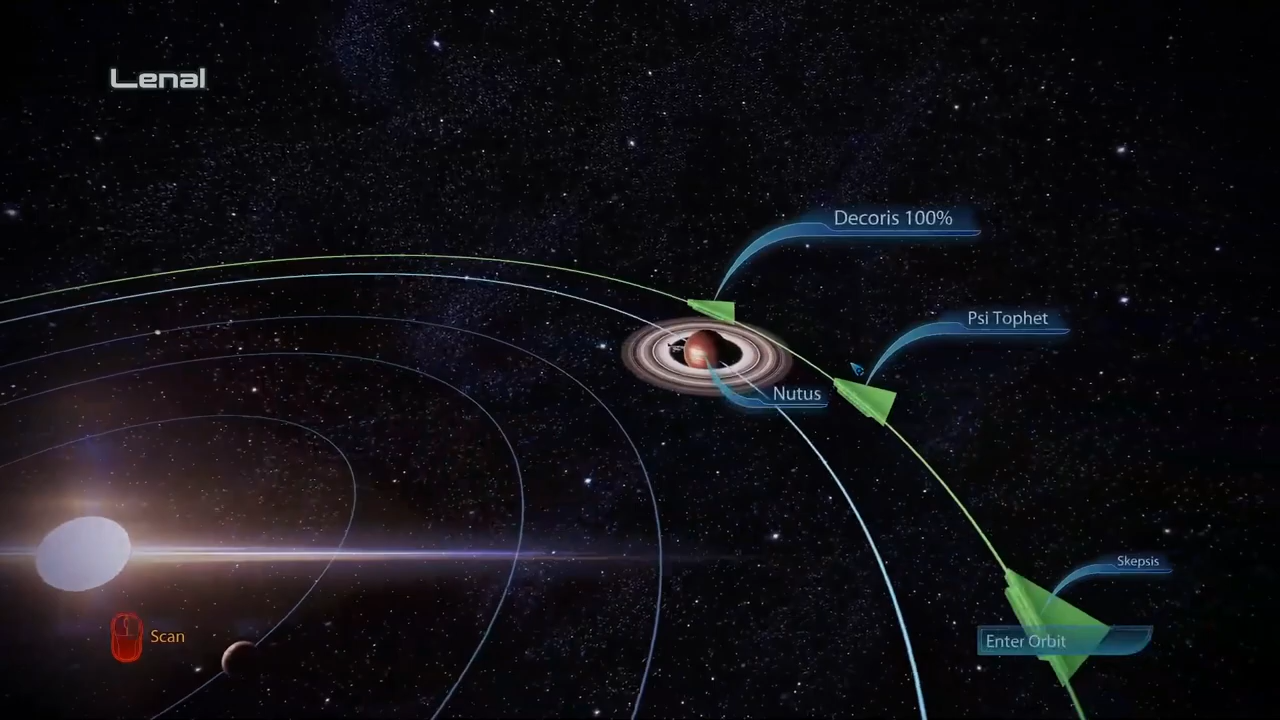 Lenal
Decoris 100%
Psi Tophet
Nutus
Skepsis
Enter Orbit
Scan